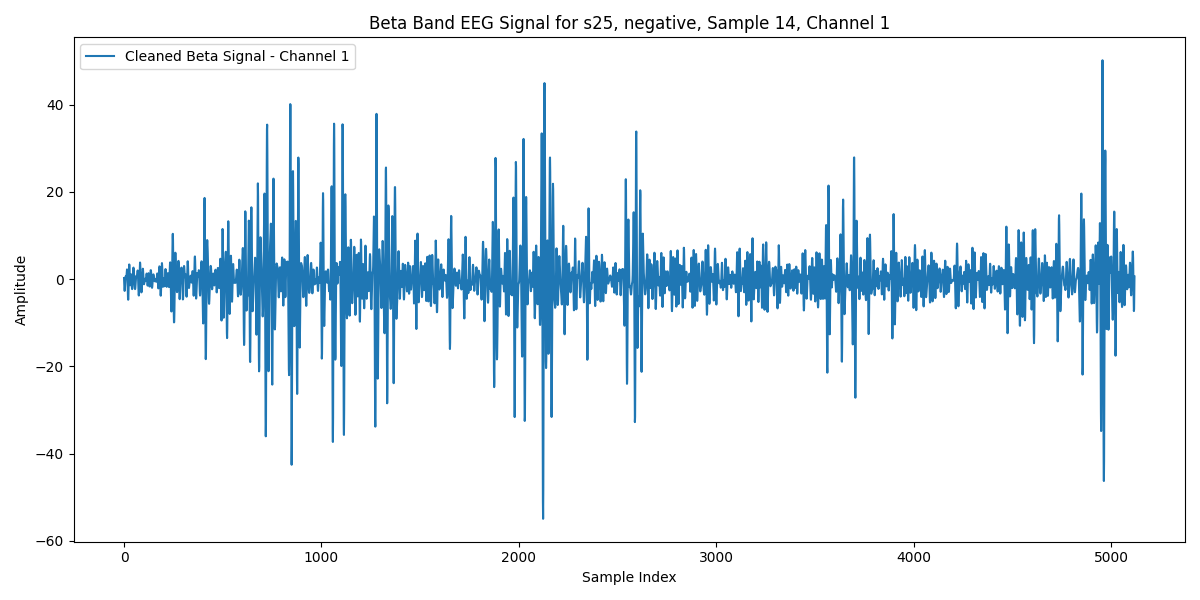 Beta Band EEG Signal for s25, negative, Sample 14, Channel 1
Cleaned Beta Signal - Channel 1
Amplitude
40
20
0
−20
−40
−60
0 1000 2000 3000 4000 5000
Sample Index